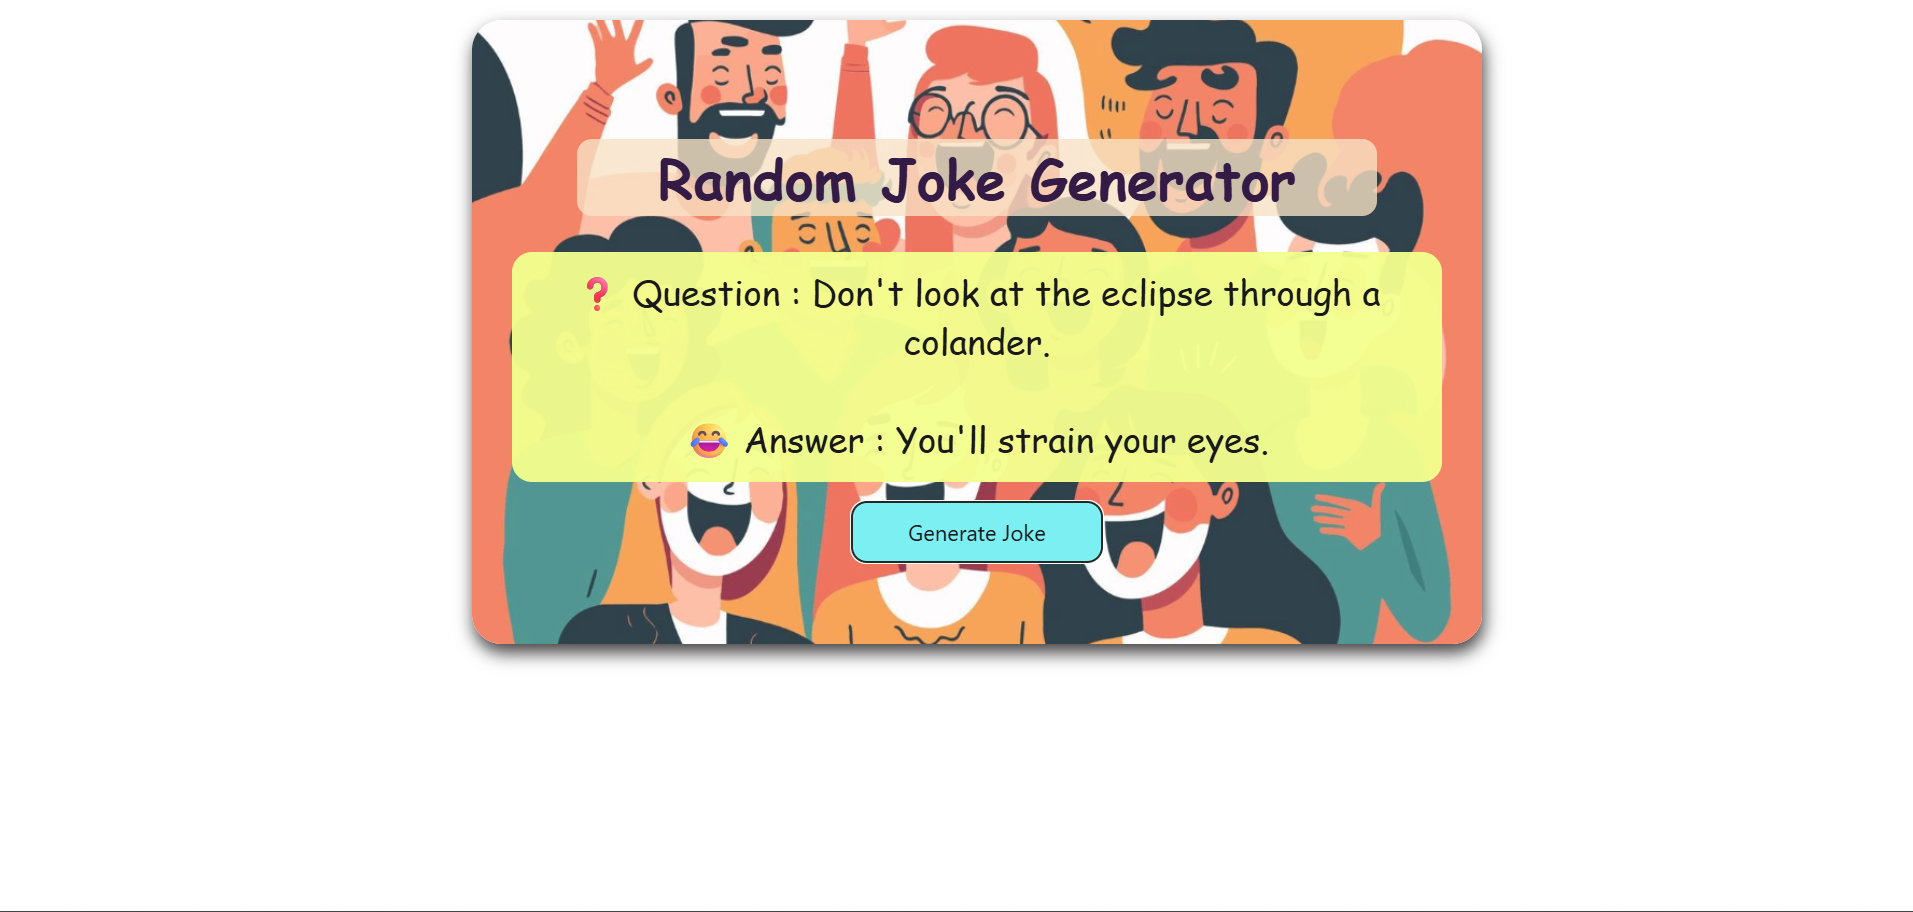 Random Joke Generator
❓ Question : Don't look at the eclipse through a
colander.
😂 Answer : You'll strain your eyes.
Generate Joke